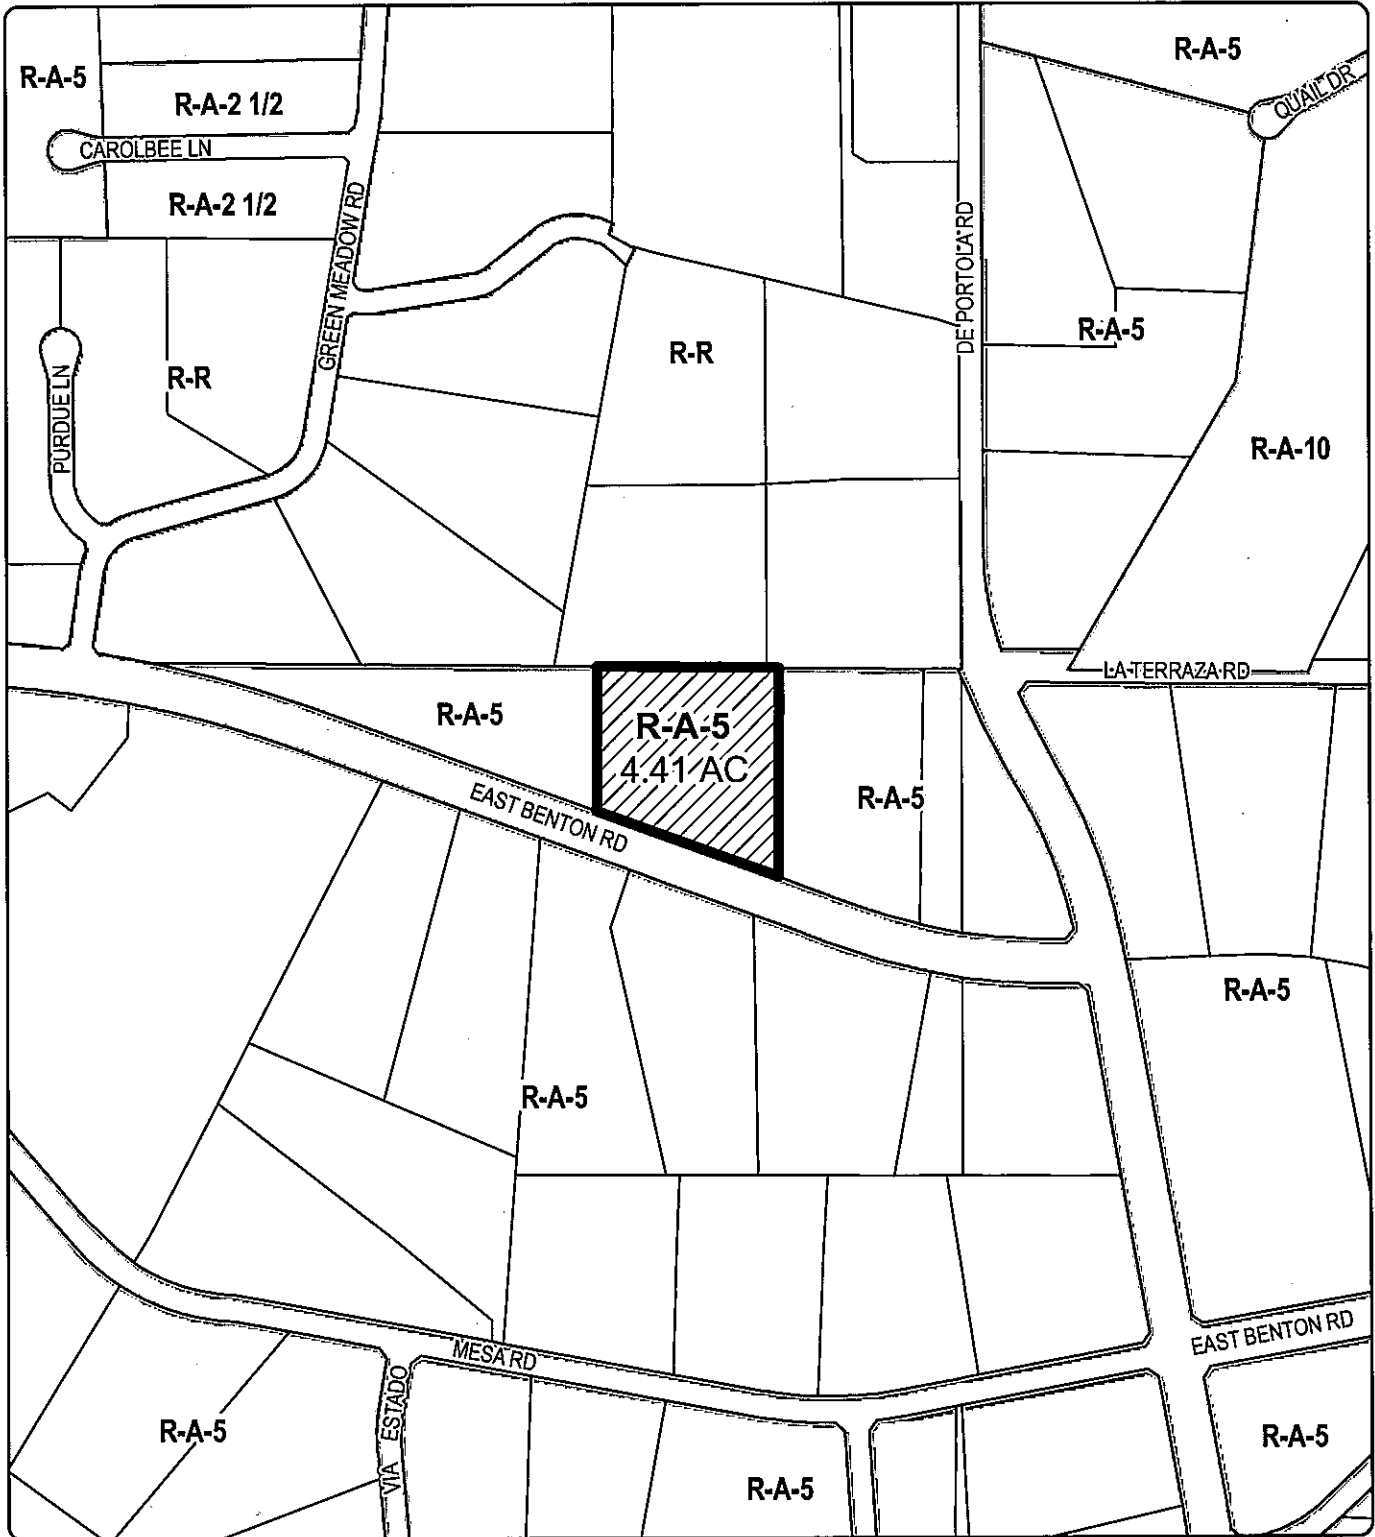 R-A-5
R-A-5
R-A-2 1/2
QUAIL DR
CAROLBEE LN
R-A-2 1/2
GREEN MEADOW RD
DE PORTOLA RD
R-A-5
R-R
R-R
PURDUE LN
R-A-10
LA TERRAZA RD
R-A-5
R-A-5
4.41 AC
R-A-5
EAST BENTON RD
R-A-5
R-A-5
EAST BENTON RD
MESA RD
VIA ESTADO
R-A-5
R-A-5
R-A-5